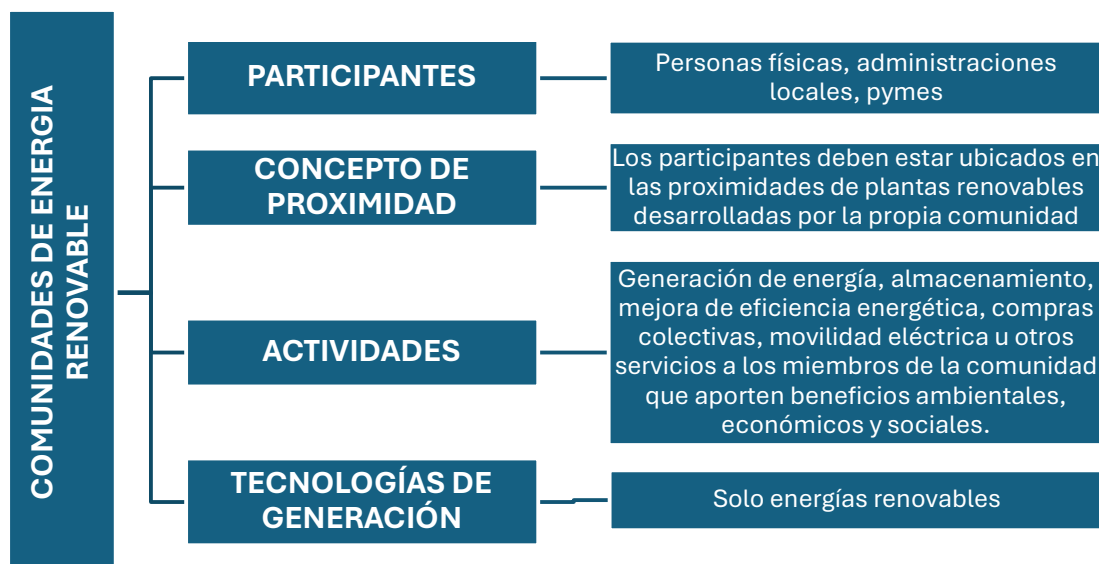 COMUNIDADES DE ENERGIA
RENOVABLE
PARTICIPANTES
Personas físicas, administraciones
locales, pymes
CONCEPTO DE
PROXIMIDAD
Los participantes deben estar ubicados en
las proximidades de plantas renovables
desarrolladas por la propia comunidad
ACTIVIDADES
Generación de energía, almacenamiento,
mejora de eficiencia energética, compras
colectivas, movilidad eléctrica u otros
servicios a los miembros de la comunidad
que aporten beneficios ambientales,
económicos y sociales.
TECNOLOGÍAS DE
GENERACIÓN
Solo energías renovables